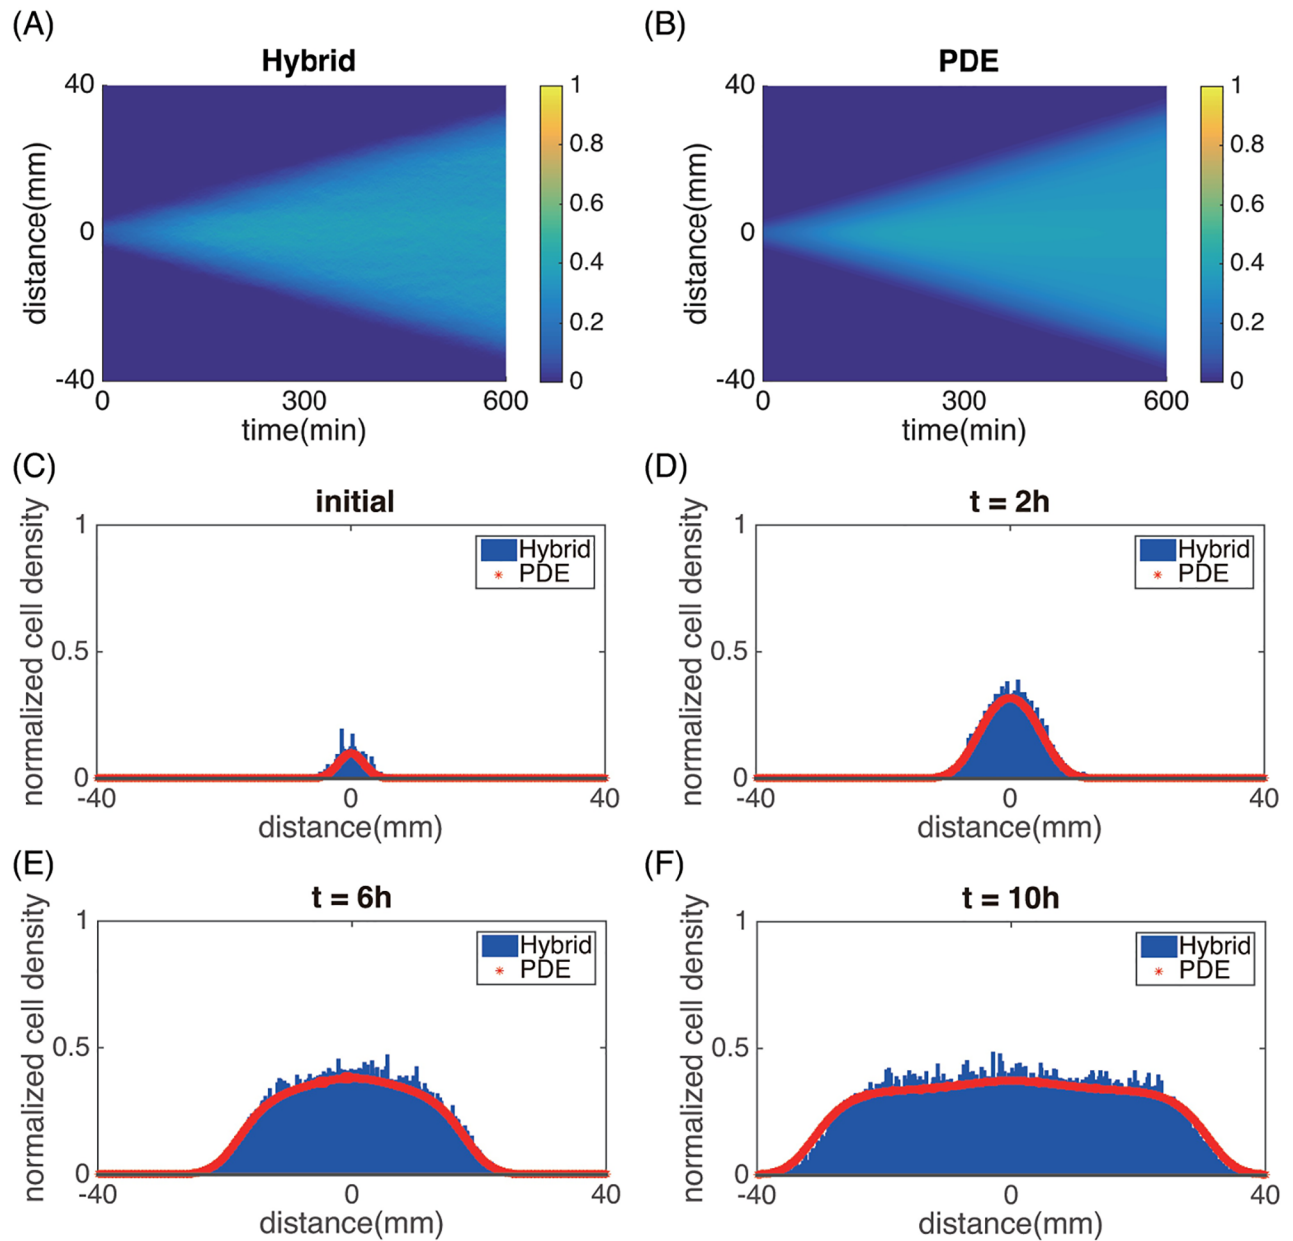 (A)
Hybrid
distance(mm)
40
0
-40
0
300
600
time(min)
1
0.8
0.6
0.4
0.2
0
(B)
PDE
distance(mm)
40
0
-40
0
300
600
time(min)
1
0.8
0.6
0.4
0.2
0
(C)
initial
normalized cell density
1
0.5
0
-40
0
40
distance(mm)
Hybrid
PDE
(D)
t = 2h
normalized cell density
1
0.5
0
-40
0
40
distance(mm)
Hybrid
PDE
(E)
t = 6h
normalized cell density
1
0.5
0
-40
0
40
distance(mm)
Hybrid
PDE
(F)
t = 10h
normalized cell density
1
0.5
0
-40
0
40
distance(mm)
Hybrid
PDE